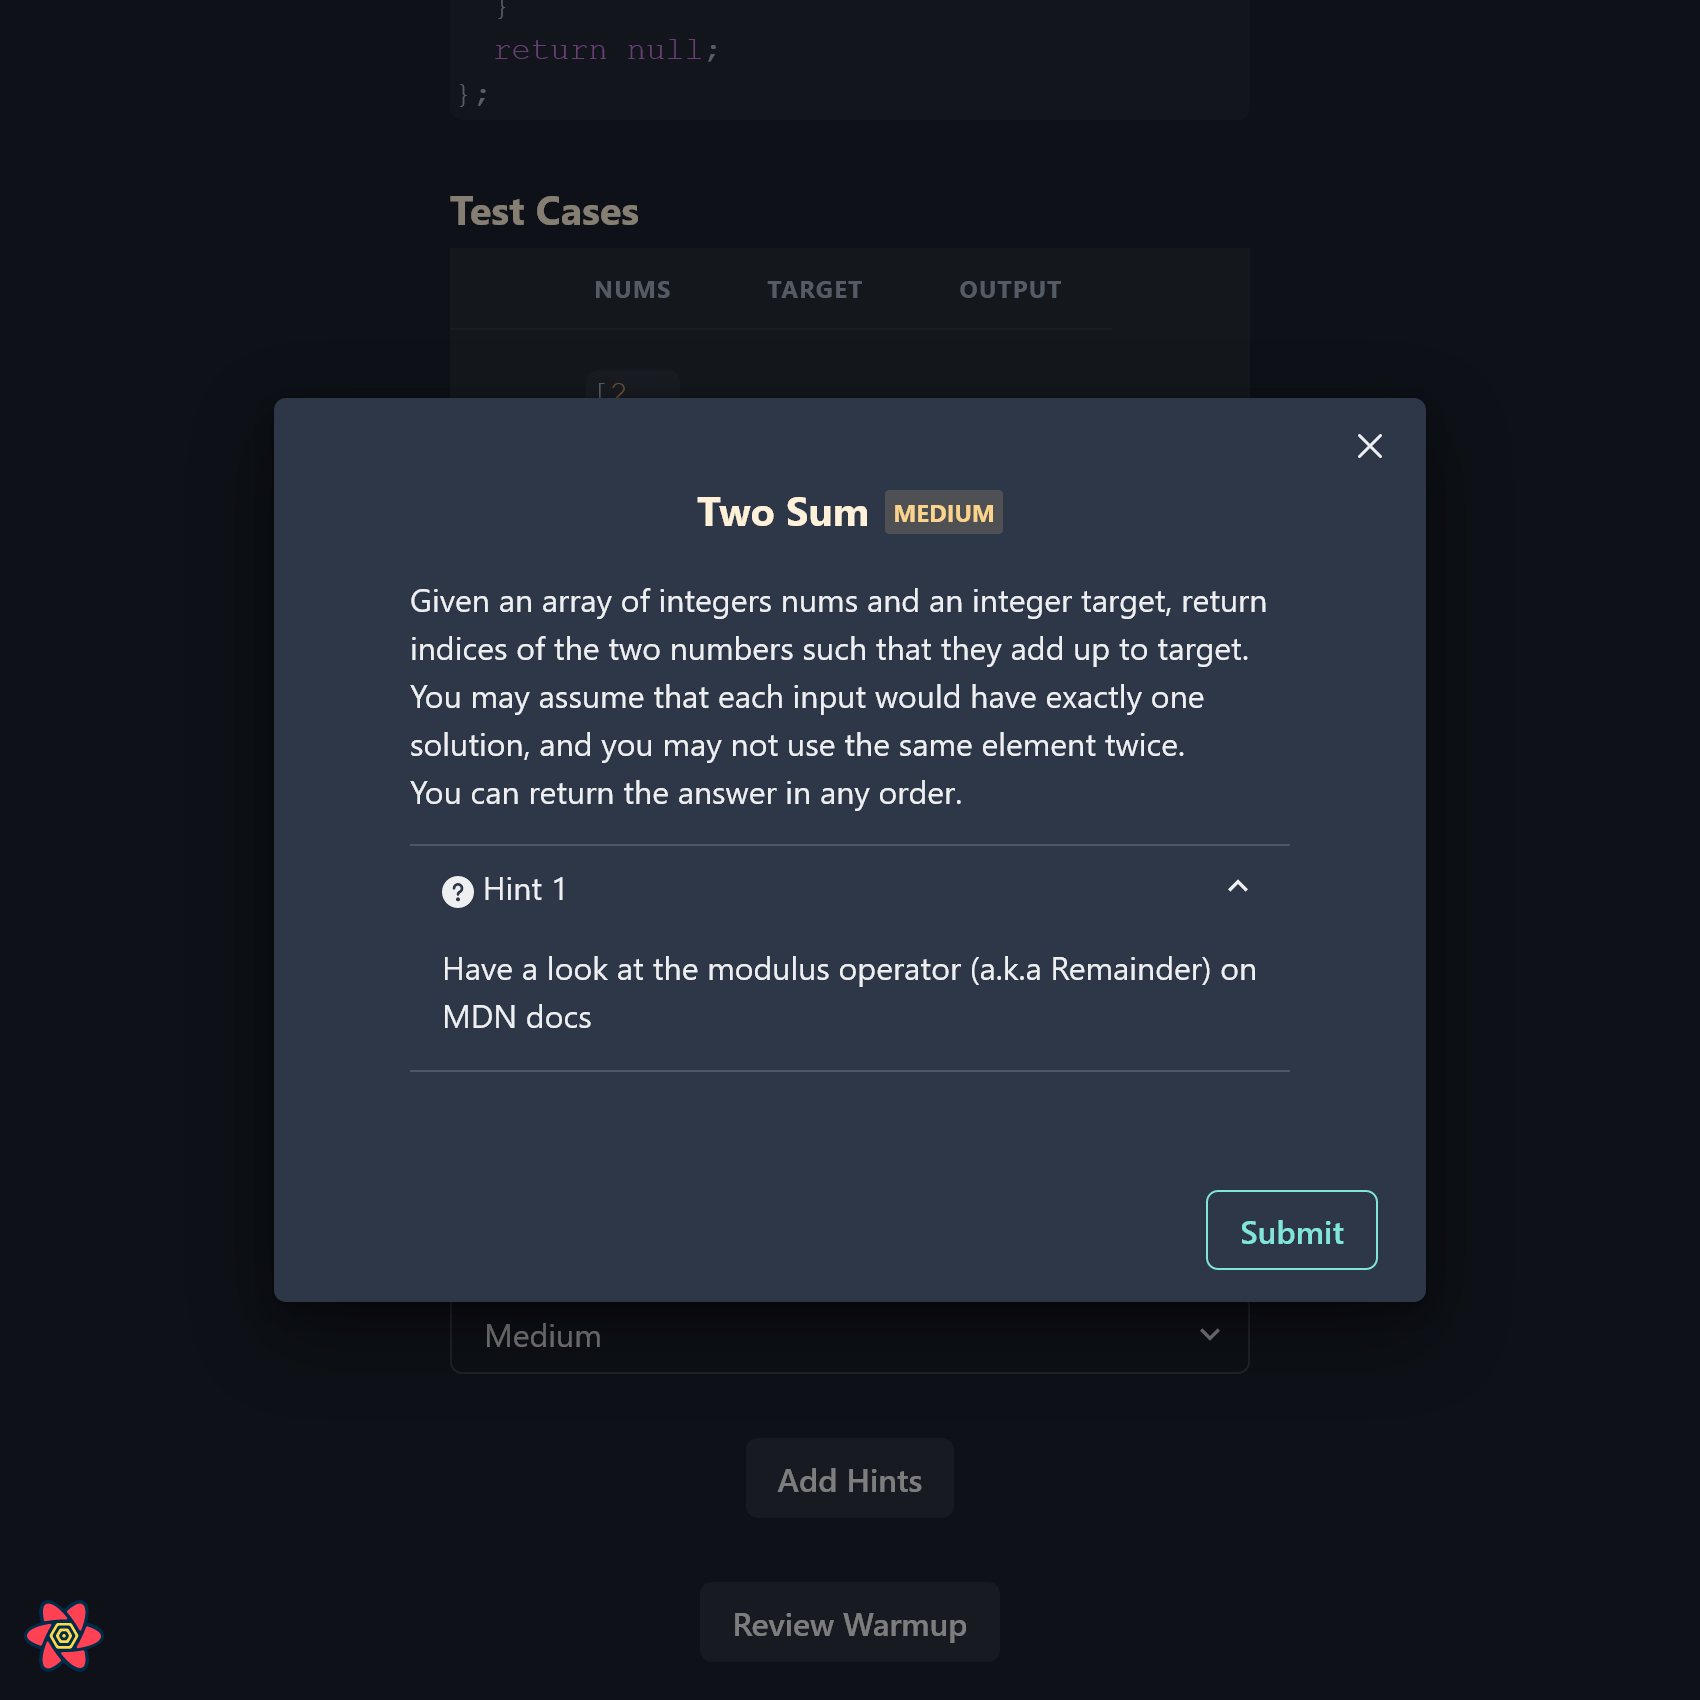 }
return null;
};
Test Cases
NUMS TARGET OUTPUT
[2
Two Sum MEDIUM
Given an array of integers nums and an integer target, return
indices of the two numbers such that they add up to target.
You may assume that each input would have exactly one
solution, and you may not use the same element twice.
You can return the answer in any order.
? Hint 1
Have a look at the modulus operator (a.k.a Remainder) on
MDN docs
Submit
Medium
Add Hints
Review Warmup